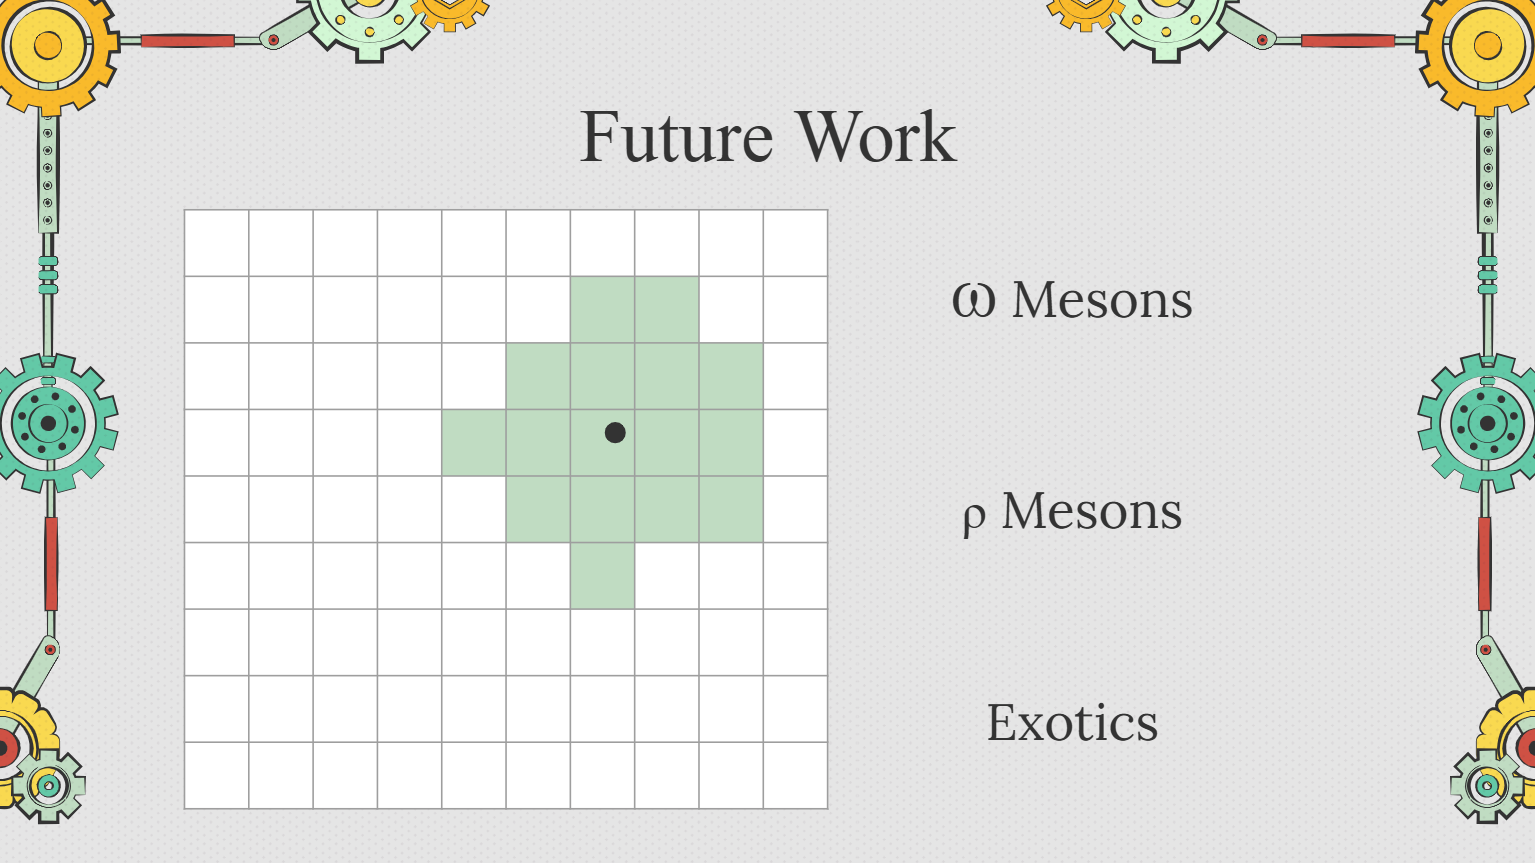 Future Work
ω Mesons
ρ Mesons
Exotics